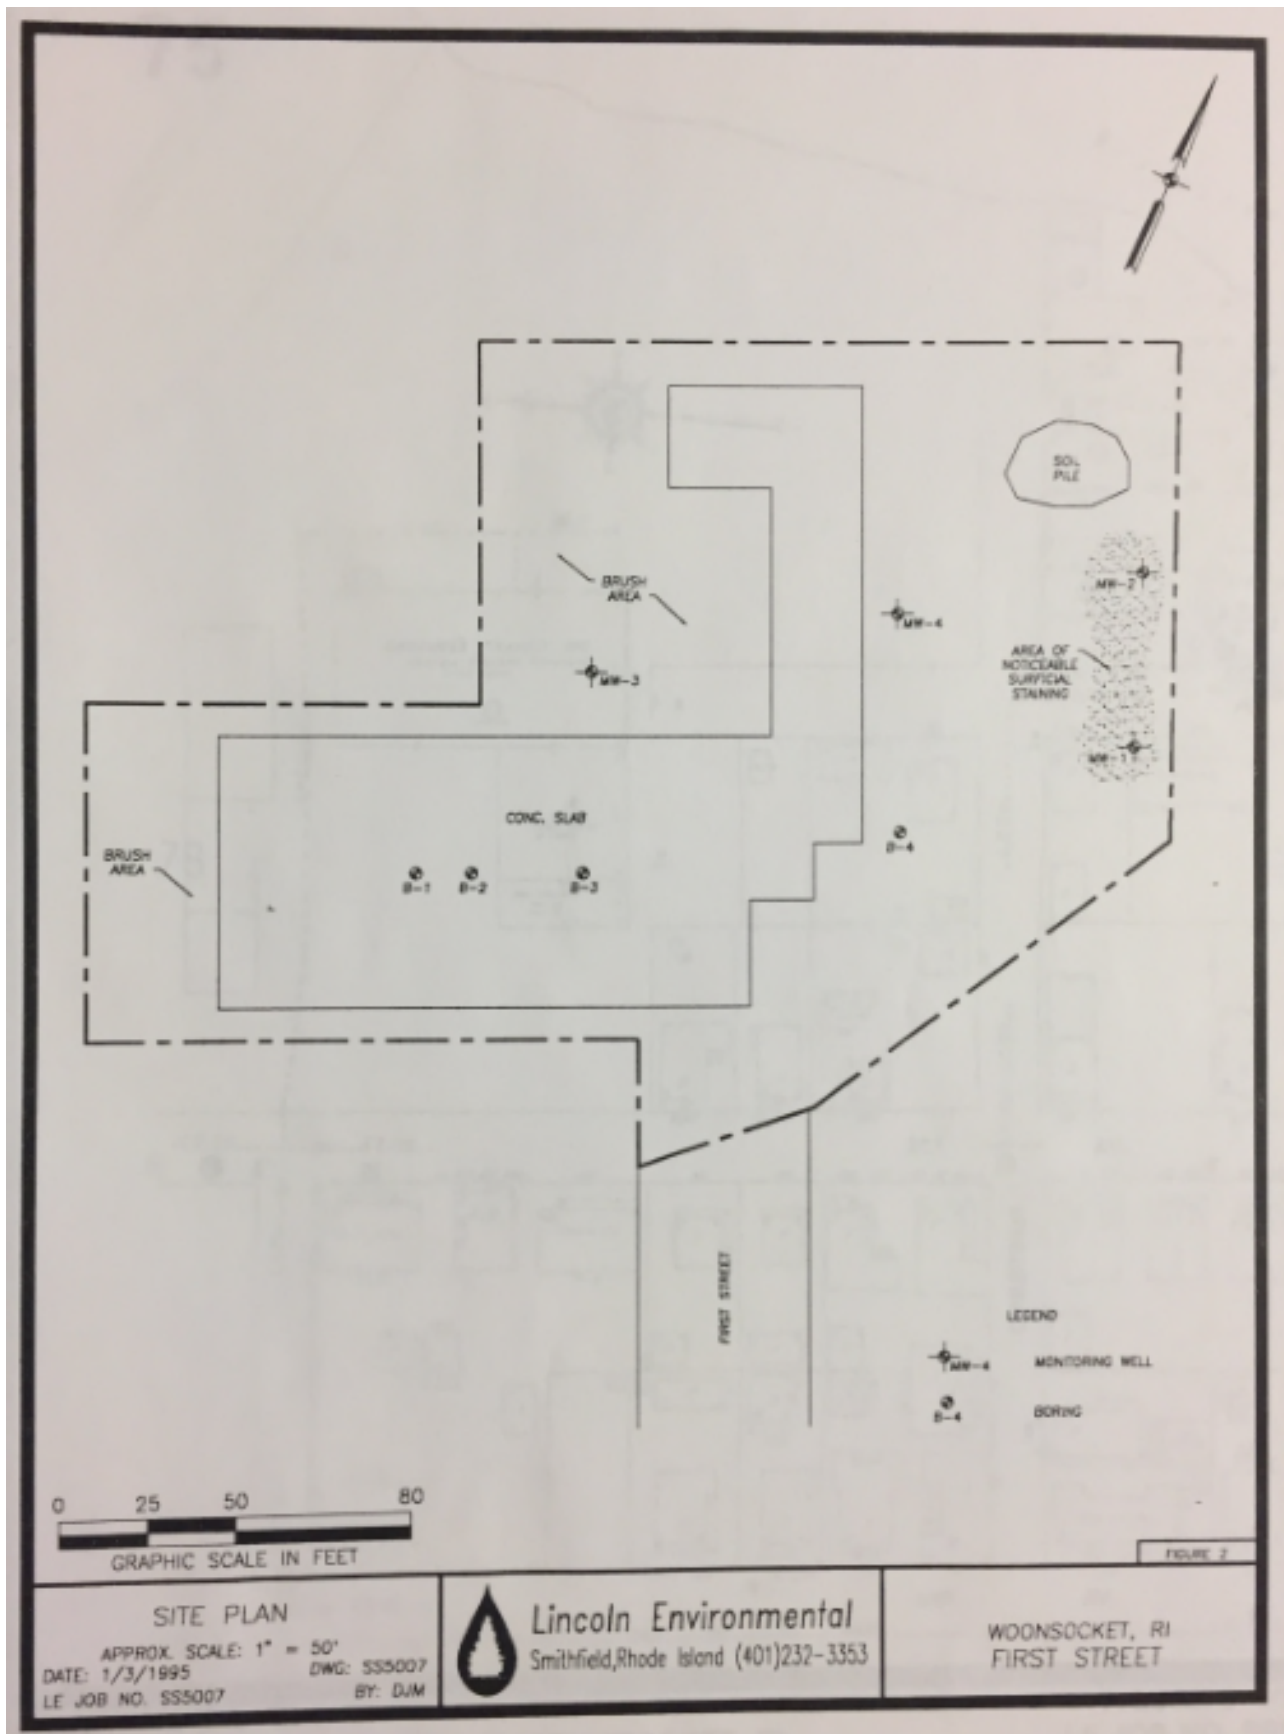 SOIL
PILE
BRUSH
AREA
MW-2
MW-4
AREA OF
NOTICEABLE
SURFICIAL
STAINING
MW-3
MW-1
CONC. SLAB
B-4
BRUSH
AREA
B-1
B-2
B-3
FIRST STREET
LEGEND
MW-4 MONITORING WELL
B-4 BORING
0 25 50 80
GRAPHIC SCALE IN FEET
FIGURE 2
SITE PLAN
APPROX. SCALE: 1" = 50'
DATE: 1/3/1995 DWG: SS5007
LE JOB NO. SS5007 BY: DJM
Lincoln Environmental
Smithfield,Rhode Island (401)232-3353
WOONSOCKET, RI
FIRST STREET